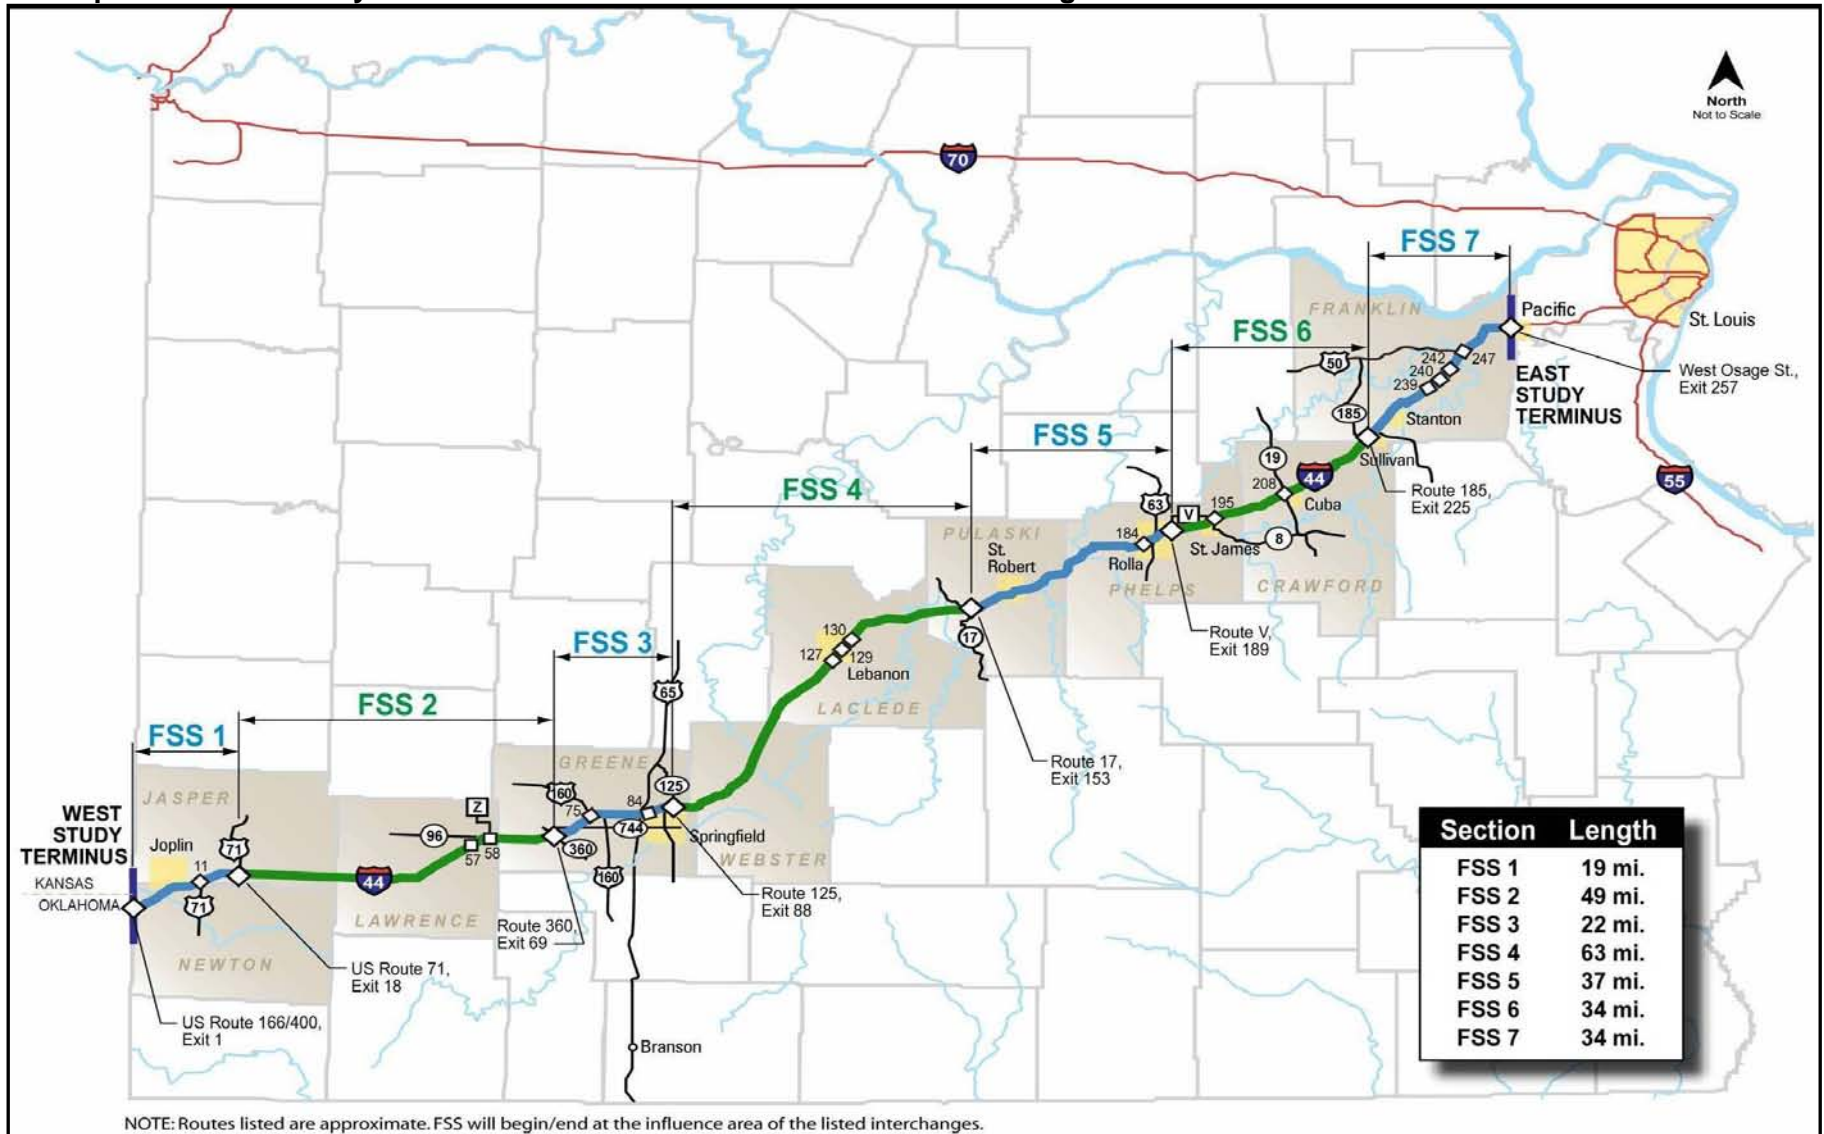 North
Not to Scale
70
FSS 7
FRANKLIN
Pacific
St. Louis
FSS 6
50
242
247
240
239
West Osage St.,
Exit 257
EAST
STUDY
TERMINUS
185
Stanton
FSS 5
19
Sullivan
44
55
208
Cuba
Route 185,
Exit 225
FSS 4
63
V
195
PULASKI
184
St. James
8
St.
Robert
Rolla
PHELPS
CRAWFORD
130
17
Route V,
Exit 189
FSS 3
127
129
Lebanon
65
LACLEDE
FSS 2
FSS 1
Route 17,
Exit 153
GREENE
125
JASPER
160
75
84
Z
WEST
STUDY
TERMINUS
Joplin
96
744
Springfield
57
58
360
WEBSTER
71
11
44
160
KANSAS
OKLAHOMA
71
Route 125,
Exit 88
LAWRENCE
Route 360,
Exit 69
NEWTON
US Route 71,
Exit 18
US Route 166/400,
Exit 1
Branson
Section Length
FSS 1 19 mi.
FSS 2 49 mi.
FSS 3 22 mi.
FSS 4 63 mi.
FSS 5 37 mi.
FSS 6 34 mi.
FSS 7 34 mi.
NOTE: Routes listed are approximate. FSS will begin/end at the influence area of the listed interchanges.